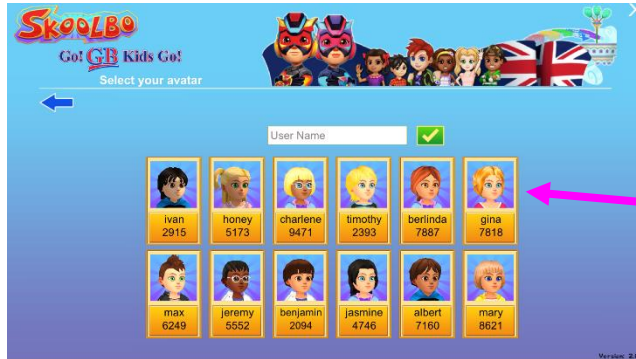 SKOOLBO
Go! GB Kids Go!
Select your avatar
User Name
ivan honey charlene timothy berlinda gina
2915 5173 9471 2393 7887 7818
max jeremy benjamin jasmine albert mary
6249 5552 2094 4746 7160 8621